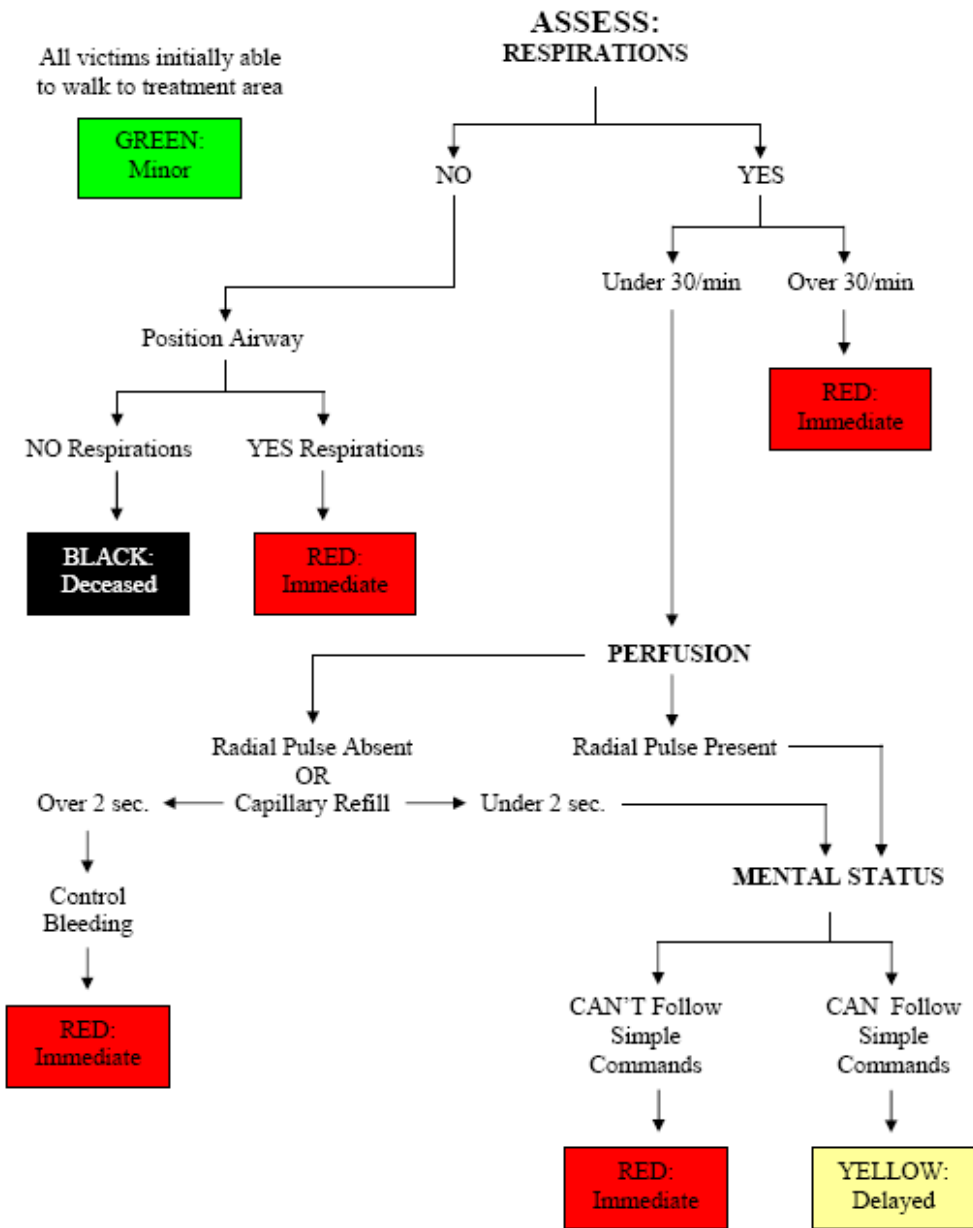 ASSESS:
RESPIRATIONS
All victims initially able
to walk to treatment area
GREEN:
Minor
NO
YES
Under 30/min
Over 30/min
Position Airway
RED:
Immediate
NO Respirations
YES Respirations
BLACK:
Deceased
RED:
Immediate
PERFUSION
Radial Pulse Absent
OR
Capillary Refill
Radial Pulse Present
Over 2 sec.
Under 2 sec.
Control
Bleeding
RED:
Immediate
MENTAL STATUS
CAN'T Follow
Simple
Commands
CAN Follow
Simple
Commands
RED:
Immediate
YELLOW:
Delayed